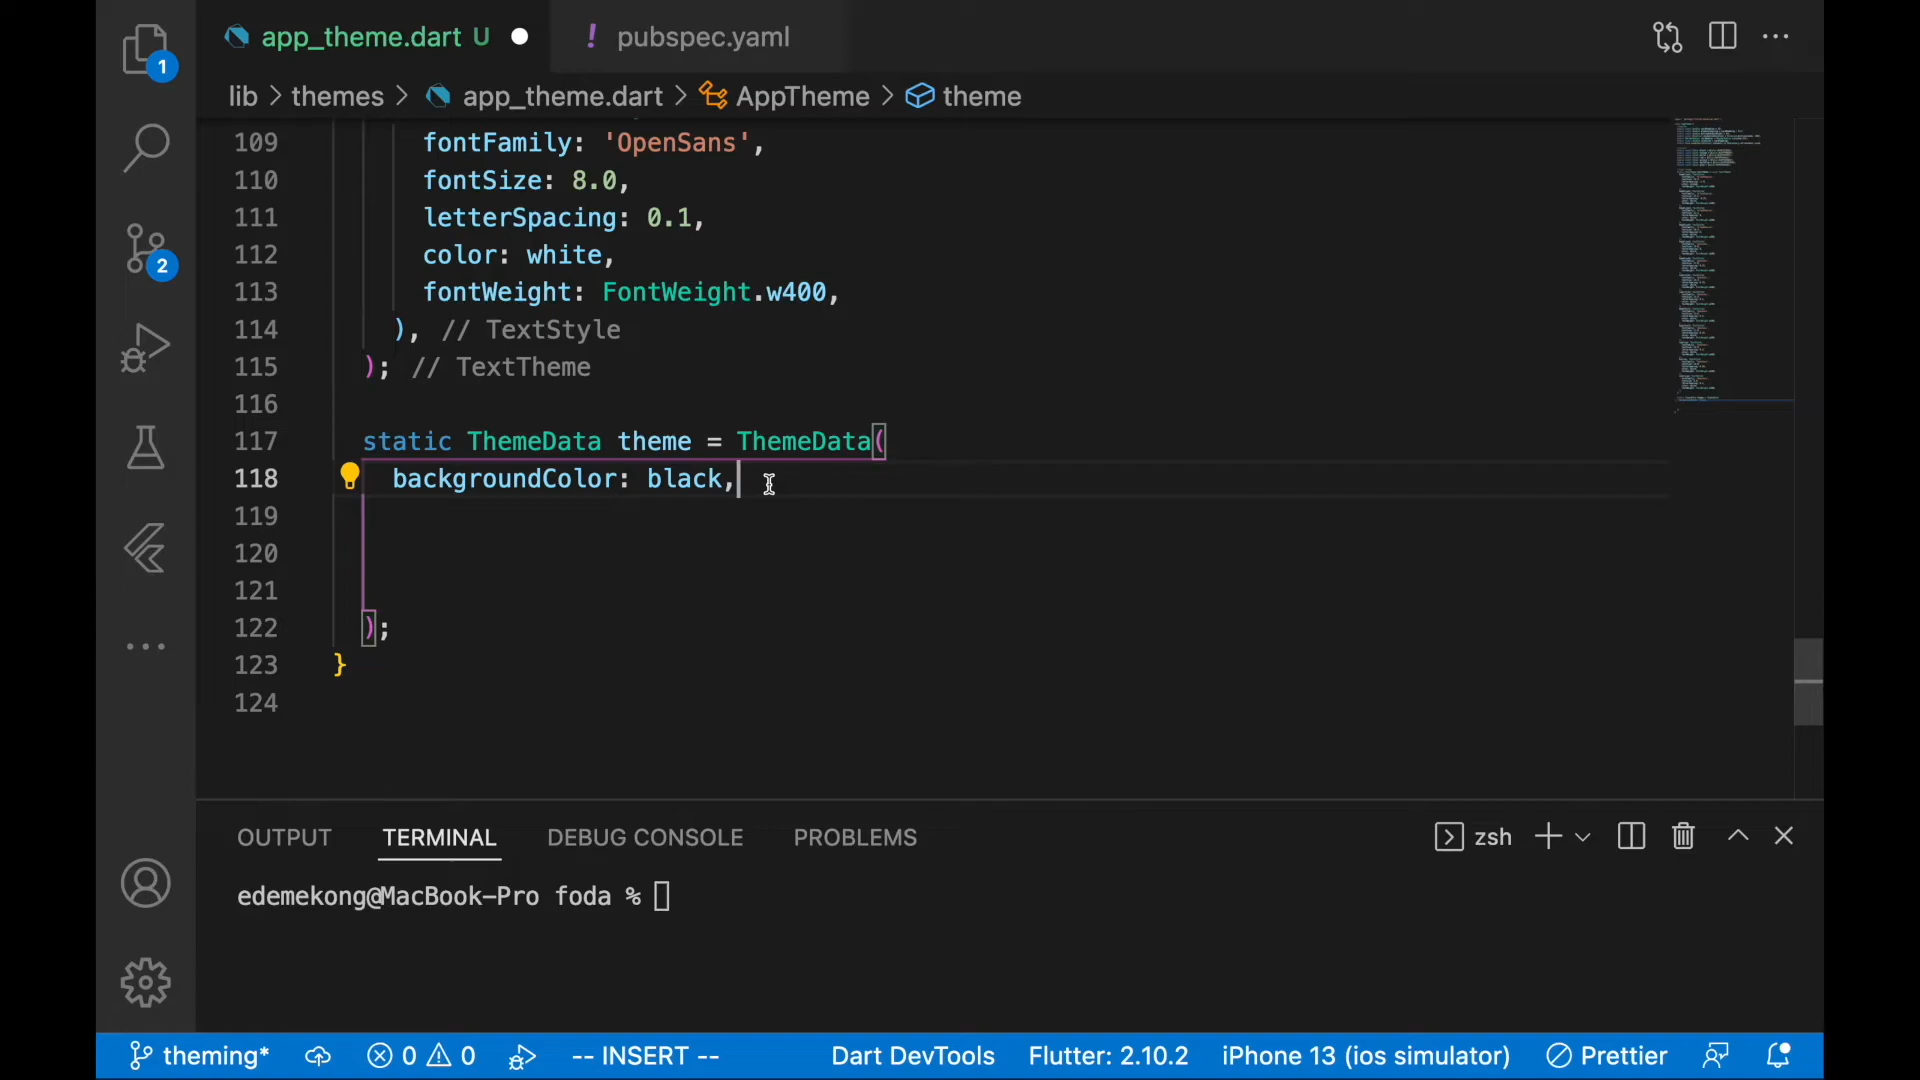 app_theme.dart U
! pubspec.yaml
1
lib > themes > app_theme.dart > AppTheme > theme
109 fontFamily: 'OpenSans',
110 fontSize: 8.0,
111 letterSpacing: 0.1,
112 color: white,
113 fontWeight: FontWeight.w400,
114 ), // TextStyle
115 ); // TextTheme
116
117 static ThemeData theme = ThemeData(
118 backgroundColor: black,
119
120
121
122 );
123 }
124
2
OUTPUT TERMINAL DEBUG CONSOLE PROBLEMS zsh
edemekong@MacBook-Pro foda %
theming* 0 0 -- INSERT -- Dart DevTools Flutter: 2.10.2 iPhone 13 (ios simulator) Prettier